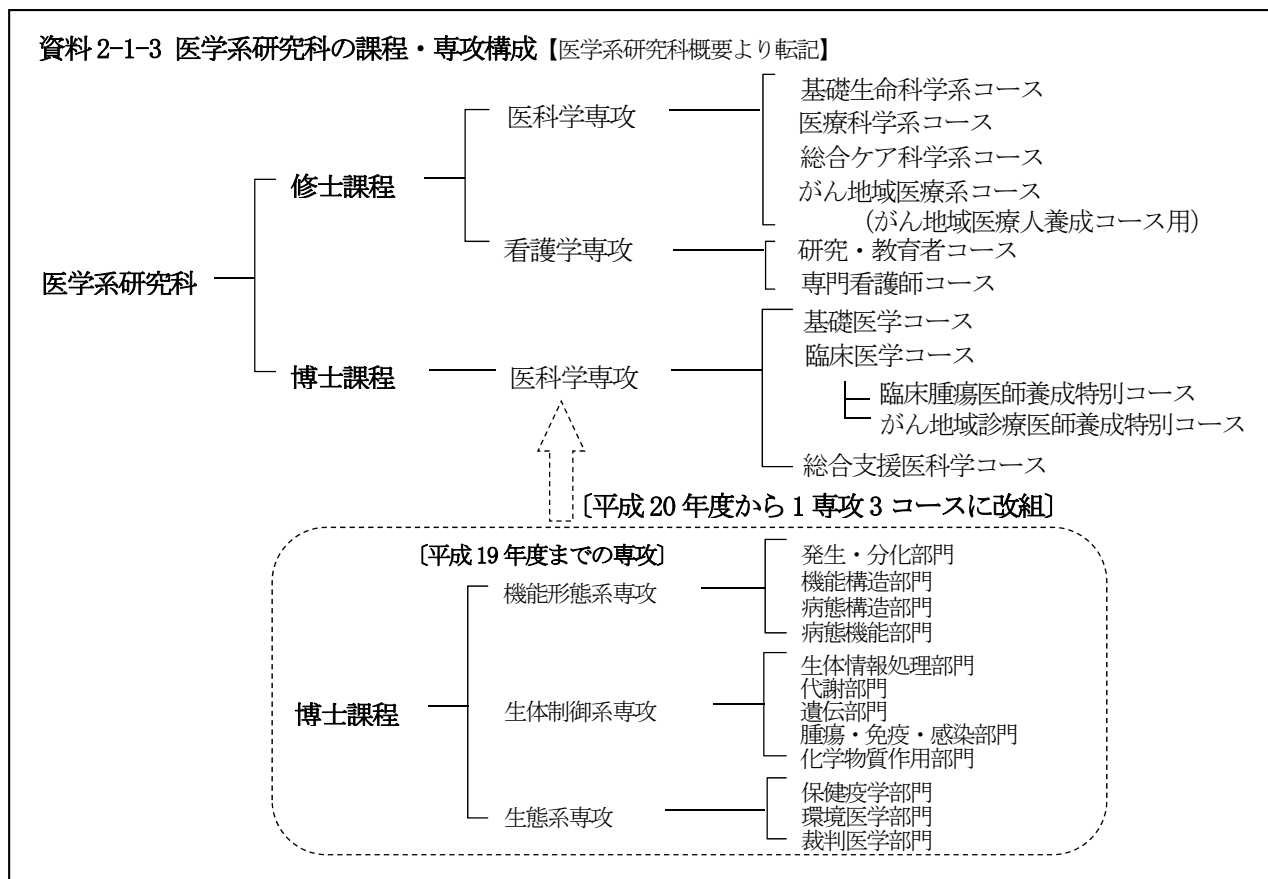 資料2-1-3 医学系研究科の課程・専攻構成【医学系研究科概要より転記】
医学系研究科
修士課程
医科学専攻
基礎生命科学系コース
医療科学系コース
総合ケア科学系コース
がん地域医療系コース
(がん地域医療人養成コース用)
看護学専攻
研究・教育者コース
専門看護師コース
博士課程
医科学専攻
基礎医学コース
臨床医学コース
臨床腫瘍医師養成特別コース
がん地域診療医師養成特別コース
総合支援医科学コース
〔平成20年度から1専攻3コースに改組〕
〔平成19年度までの専攻〕
博士課程
機能形態系専攻
発生・分化部門
機能構造部門
病態構造部門
病態機能部門
生体制御系専攻
生体情報処理部門
代謝部門
遺伝部門
腫瘍・免疫・感染部門
化学物質作用部門
生態系専攻
保健疫学部門
環境医学部門
裁判医学部門